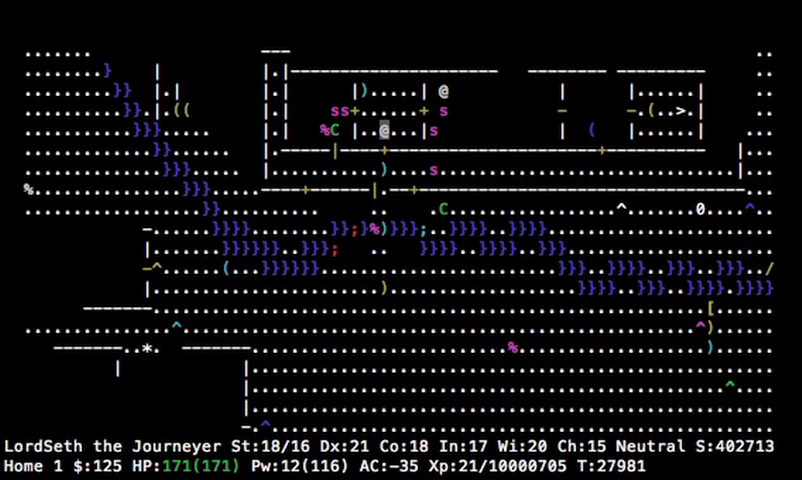 LordSeth the Journeyer St:18/16 Dx:21 Co:18 In:17 Wi:20 Ch:15 Neutral S:402713
Home 1 $:125 HP:171(171) Pw:12(116) AC:-35 Xp:21/10000705 T:27981